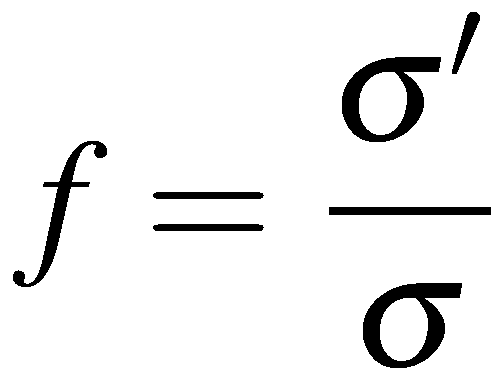 f = σ′/σ